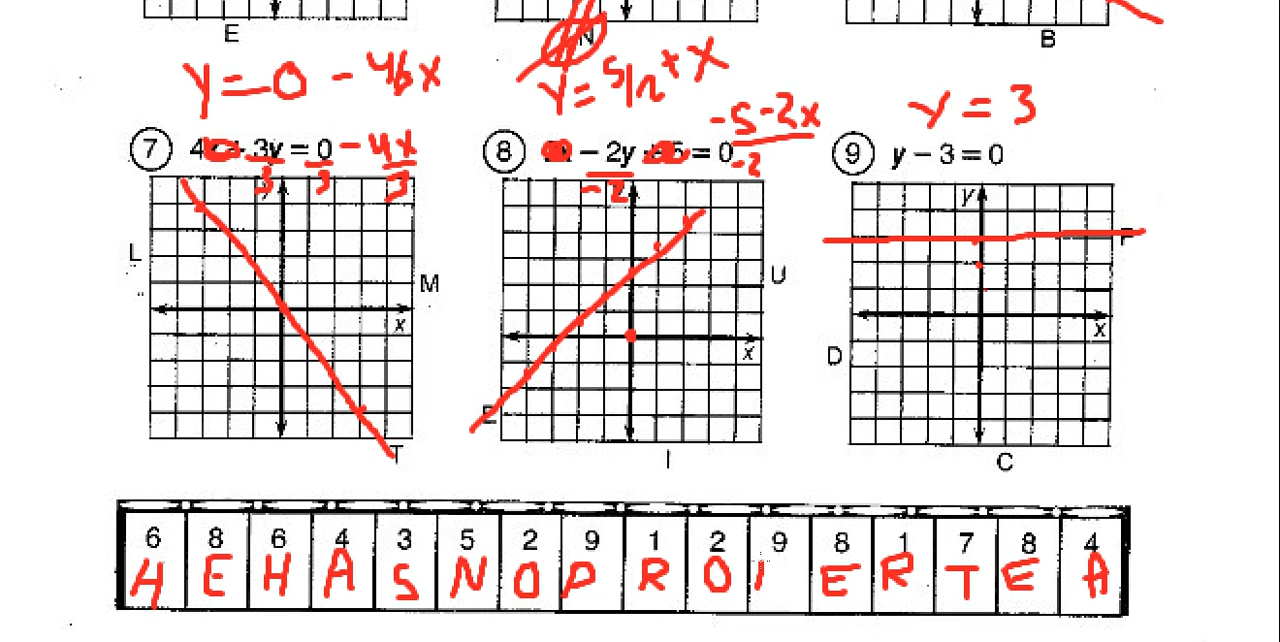 E N B
y = 0 - 4/6x y = 5/2 + x y = 3
-5-2x
-2
7 4 3y = 0 - 4x 8 - 2y = 0 9 y - 3 = 0
3 3 3 -2
y y
L M U
x x x
D
E
T I C
6 8 6 4 3 5 2 9 1 2 9 8 1 7 8 4
H E H A S N O P R O I E R T E A